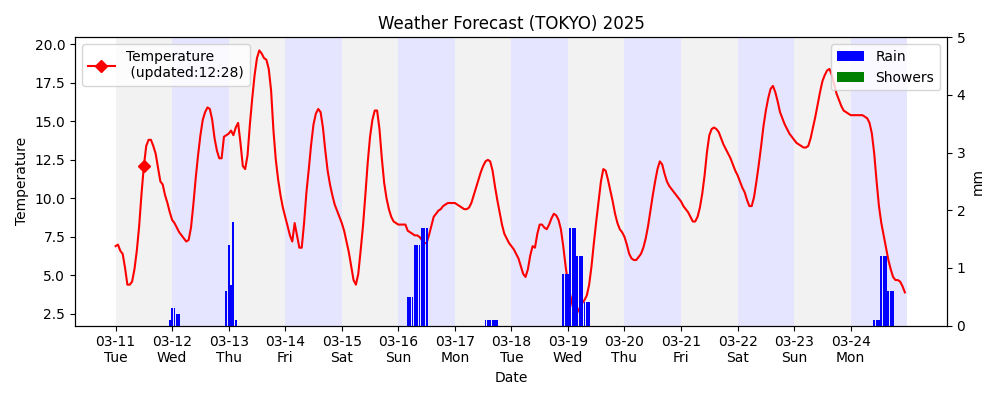 Weather Forecast (TOKYO) 2025
Temperature
(updated:12:28)
Rain
Showers
20.0
17.5
15.0
12.5
10.0
7.5
5.0
2.5
Temperature
5
4
3
2
1
0
mm
03-11 03-12 03-13 03-14 03-15 03-16 03-17 03-18 03-19 03-20 03-21 03-22 03-23 03-24
Tue Wed Thu Fri Sat Sun Mon Tue Wed Thu Fri Sat Sun Mon
Date